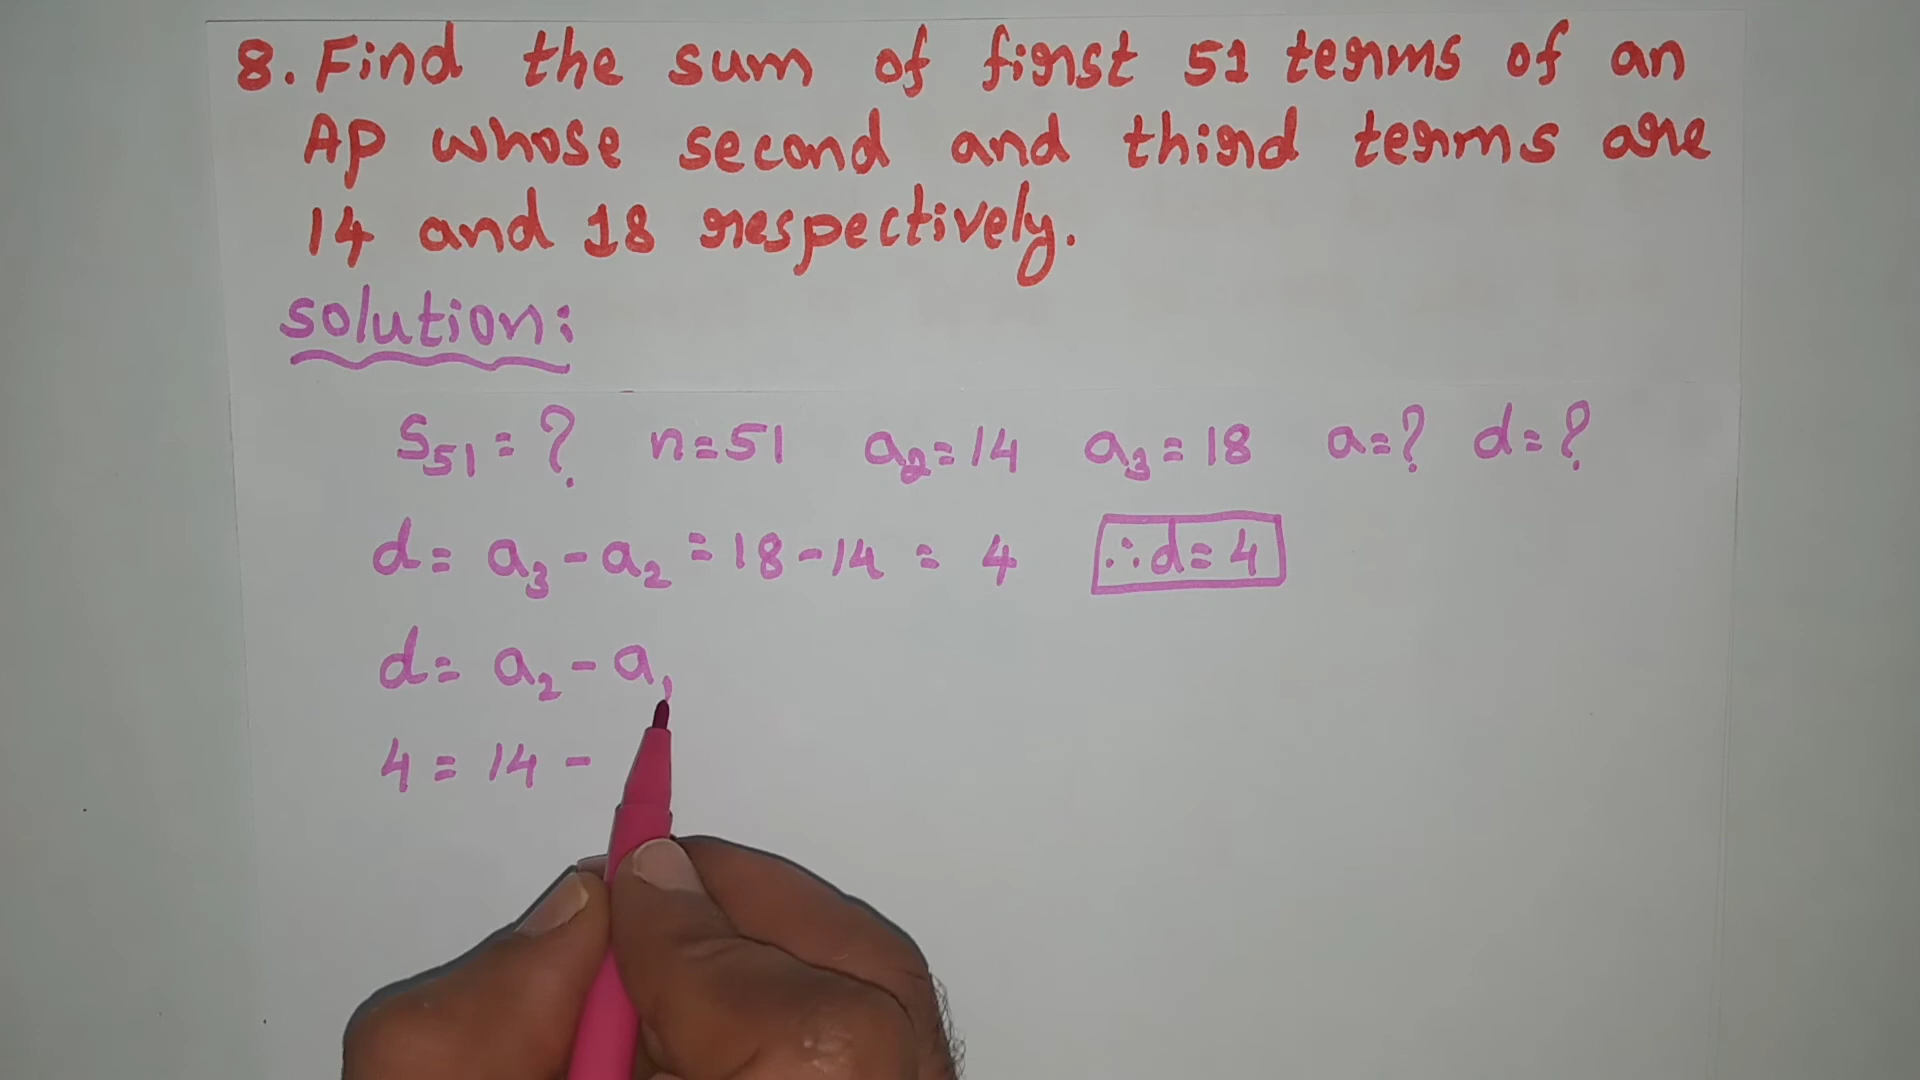 8. Find the sum of first 51 terms of an
AP whose second and third terms are
14 and 18 respectively.
solution:
S₅₁ = ? n=51 a₂=14 a₃=18 a=? d=?
d= a₃-a₂ = 18-14 = 4 ∴d=4
d= a₂-a₁
4 = 14 -